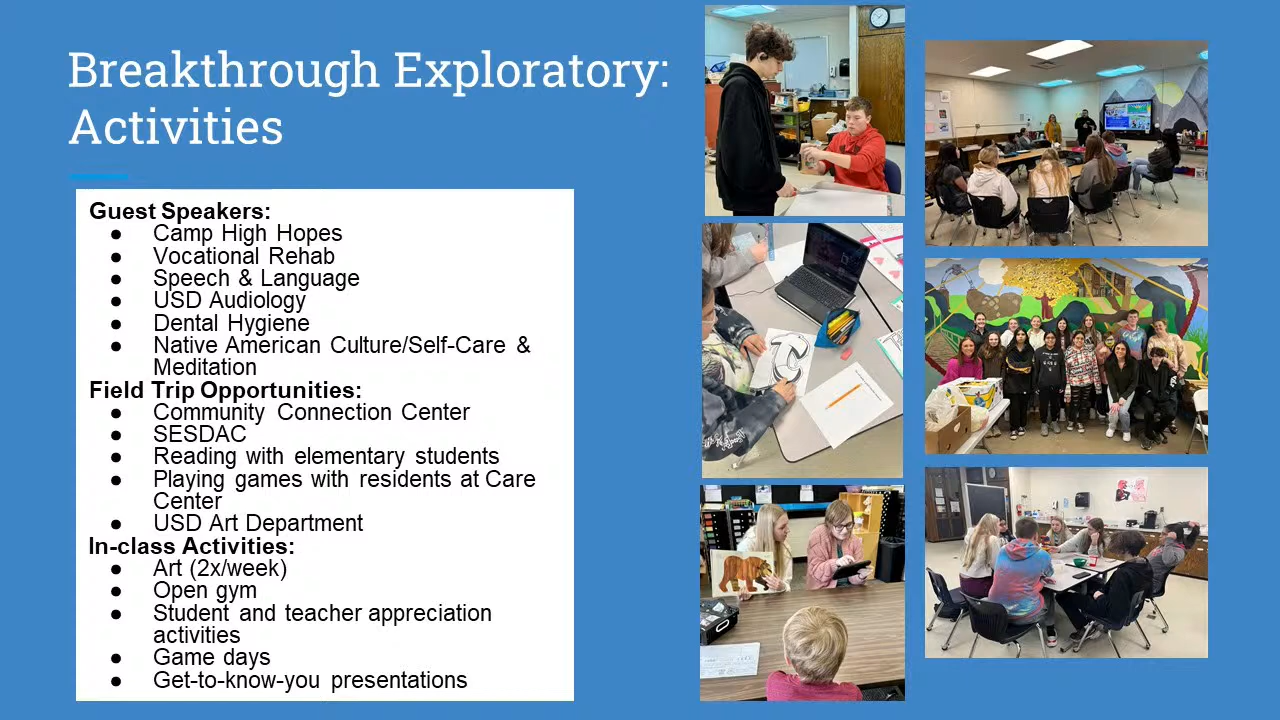 Breakthrough Exploratory:
Activities
Guest Speakers:
● Camp High Hopes
● Vocational Rehab
● Speech & Language
● USD Audiology
● Dental Hygiene
● Native American Culture/Self-Care &
Meditation
Field Trip Opportunities:
● Community Connection Center
● SESDAC
● Reading with elementary students
● Playing games with residents at Care
Center
● USD Art Department
In-class Activities:
● Art (2x/week)
● Open gym
● Student and teacher appreciation
activities
● Game days
● Get-to-know-you presentations